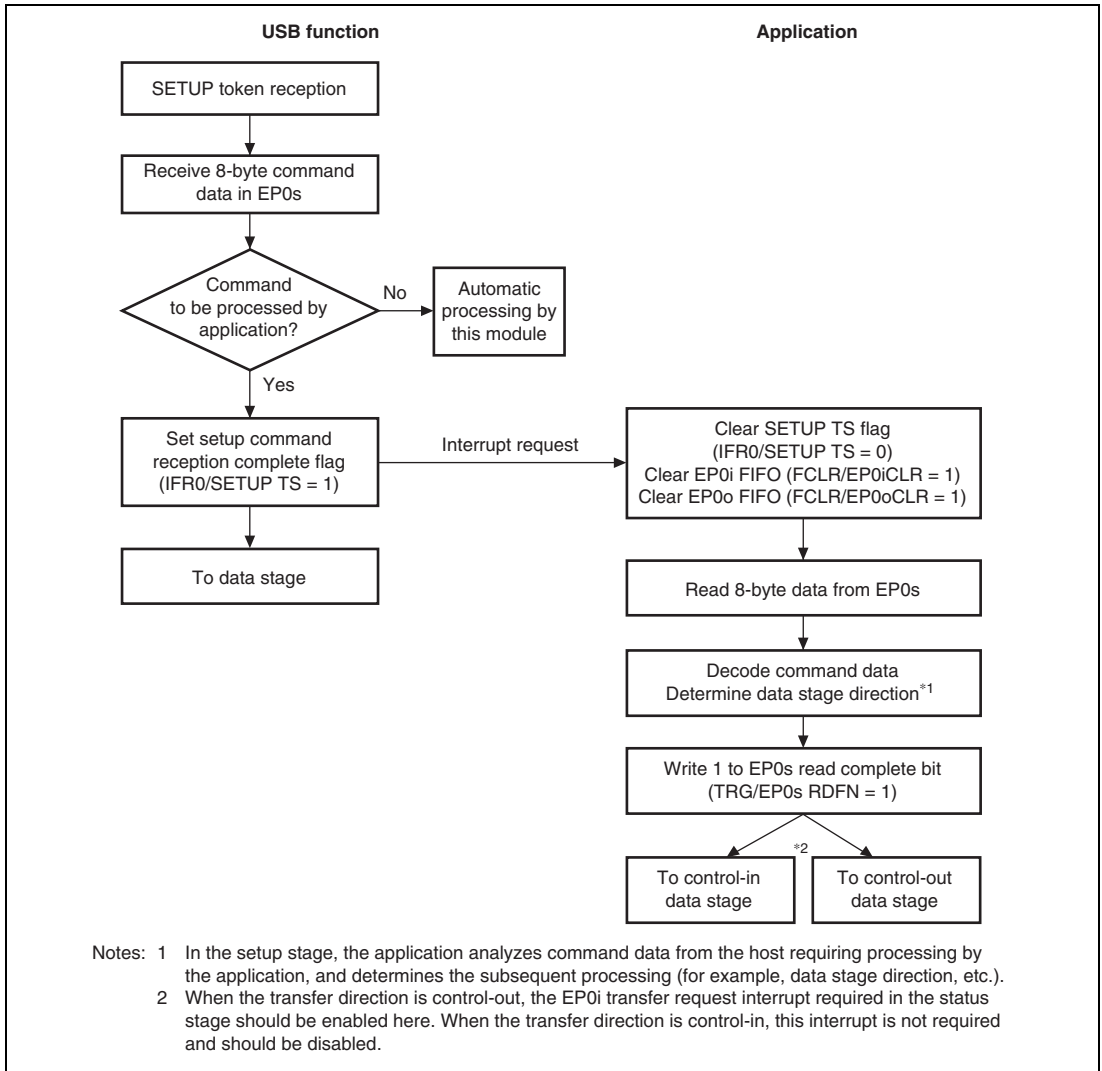 USB function
Application
SETUP token reception
Receive 8-byte command
data in EP0s
Command
to be processed by
application?
No
Automatic
processing by
this module
Yes
Set setup command
reception complete flag
(IFR0/SETUP TS = 1)
Interrupt request
Clear SETUP TS flag
(IFR0/SETUP TS = 0)
Clear EP0i FIFO (FCLR/EP0iCLR = 1)
Clear EP0o FIFO (FCLR/EP0oCLR = 1)
To data stage
Read 8-byte data from EP0s
Decode command data
Determine data stage direction*1
Write 1 to EP0s read complete bit
(TRG/EP0s RDFN = 1)
*2
To control-in
data stage
To control-out
data stage
Notes: 1 In the setup stage, the application analyzes command data from the host requiring processing by
the application, and determines the subsequent processing (for example, data stage direction, etc.).
2 When the transfer direction is control-out, the EP0i transfer request interrupt required in the status
stage should be enabled here. When the transfer direction is control-in, this interrupt is not required
and should be disabled.